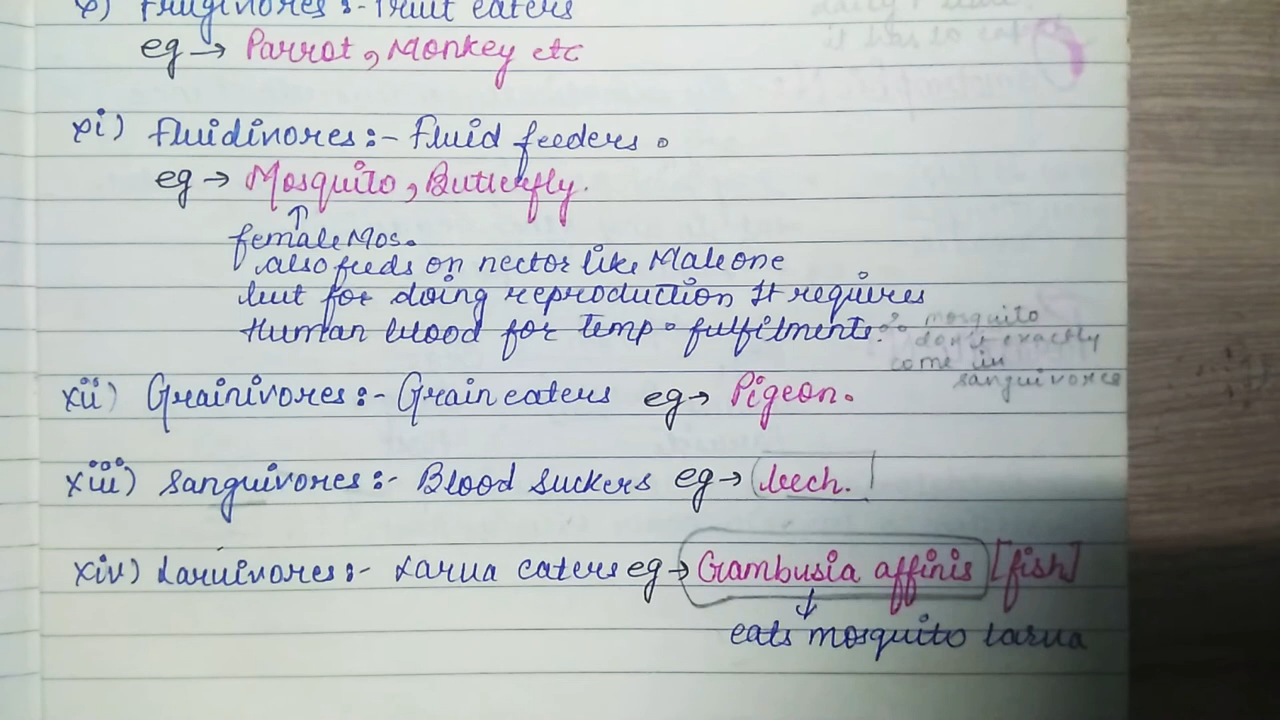 x) Frugivores :- fruit eaters
eg → Parrot, Monkey etc
xi) fluidivores :- fluid feeders.
eg → Mosquito, Butterfly.
female Mos.
also feeds on nector like Male one
but for doing reproduction It requires
Human blood for temp. fulfilments. ∴ mosquito
don't exactly
come in
sanguivores
xii) Grainivores :- Grain eaters eg → Pigeon.
xiii) Sanguivores :- Blood suckers eg → leech.
xiv) Larvivores :- Larva eaters eg → Gambusia affinis [fish]
eats mosquito larva